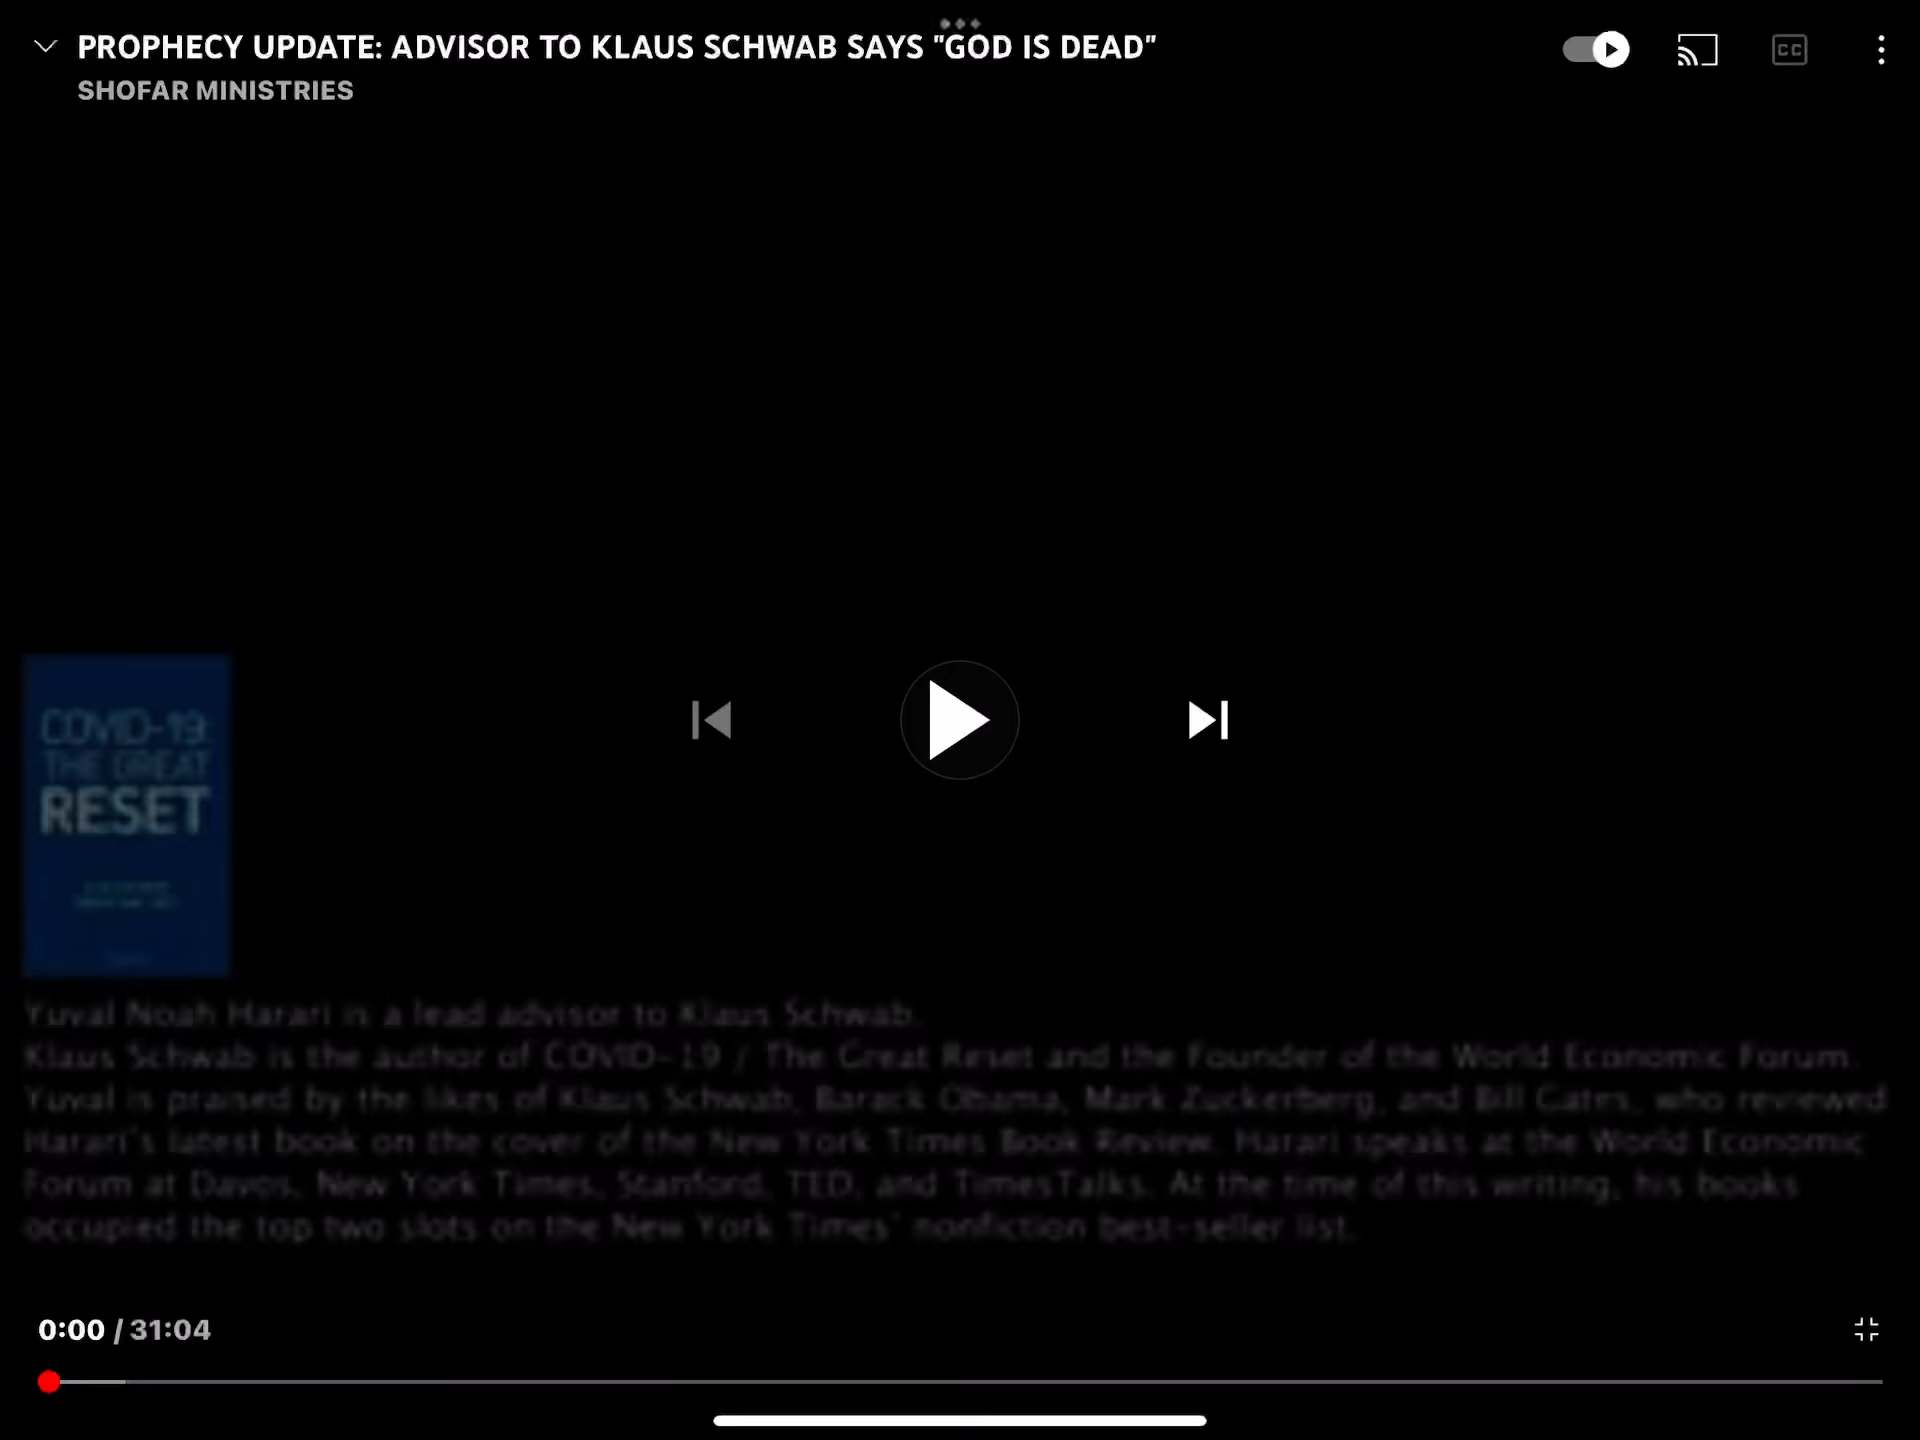 PROPHECY UPDATE: ADVISOR TO KLAUS SCHWAB SAYS "GOD IS DEAD"
SHOFAR MINISTRIES
CC
COVID-19:
THE GREAT
RESET
Yuval Noah Harari is a lead advisor to Klaus Schwab.
Klaus Schwab is the author of COVID-19 / The Great Reset and the Founder of the World Economic Forum.
Yuval is praised by the likes of Klaus Schwab, Barack Obama, Mark Zuckerberg, and Bill Gates, who reviewed
Harari's latest book on the cover of the New York Times Book Review. Harari speaks at the World Economic
Forum at Davos, New York Times, Stanford, TED, and TimesTalks. At the time of this writing, his books
occupied the top two slots on the New York Times' nonfiction best-seller list.
0:00 / 31:04